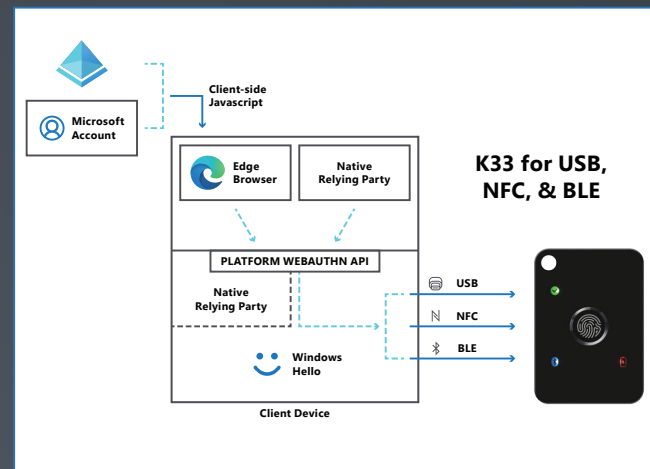 Client-side
Javascript
Microsoft
Account
Edge
Browser
Native
Relying Party
K33 for USB,
NFC, & BLE
PLATFORM WEBAUTHN API
Native
Relying Party
USB
NFC
BLE
Windows
Hello
Client Device